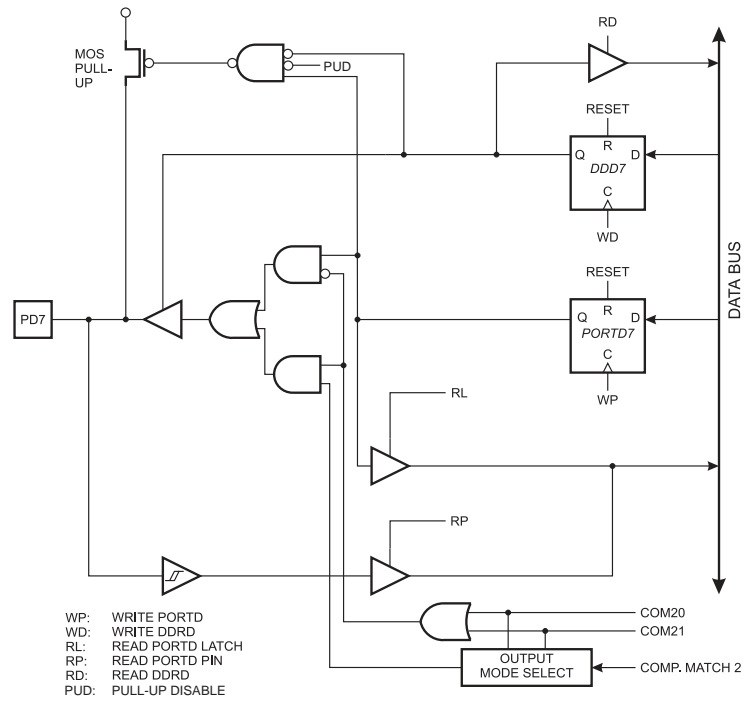 RD
MOS
PULL-
UP
PUD
RESET
R
Q
D
DDD7
C
WD
RESET
R
Q
D
PORTD7
C
WP
PD7
DATA BUS
RL
RP
WP: WRITE PORTD
WD: WRITE DDRD
RL: READ PORTD LATCH
RP: READ PORTD PIN
RD: READ DDRD
PUD: PULL-UP DISABLE
COM20
COM21
OUTPUT
MODE SELECT
COMP. MATCH 2